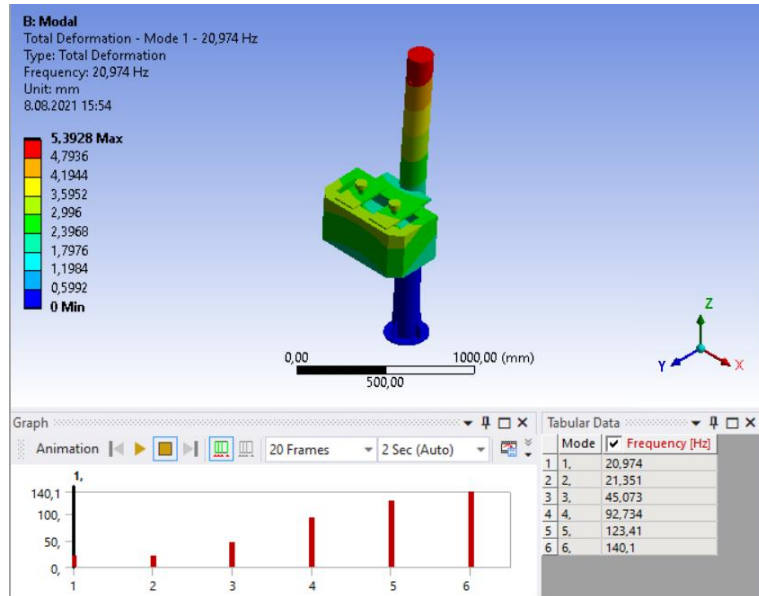 B: Modal
Total Deformation - Mode 1 - 20,974 Hz
Type: Total Deformation
Frequency: 20,974 Hz
Unit: mm
8.08.2021 15:54
5,3928 Max
4,7936
4,1944
3,5952
2,996
2,3968
1,7976
1,1984
0,5992
0 Min
Z
Y
X
0,00
1000,00 (mm)
500,00
Graph
Animation
20 Frames
2 Sec (Auto)
1,
140,1
100,
50,
0,
1 2 3 4 5 6
Tabular Data
Mode Frequency [Hz]
1 1, 20,974
2 2, 21,351
3 3, 45,073
4 4, 92,734
5 5, 123,41
6 6, 140,1